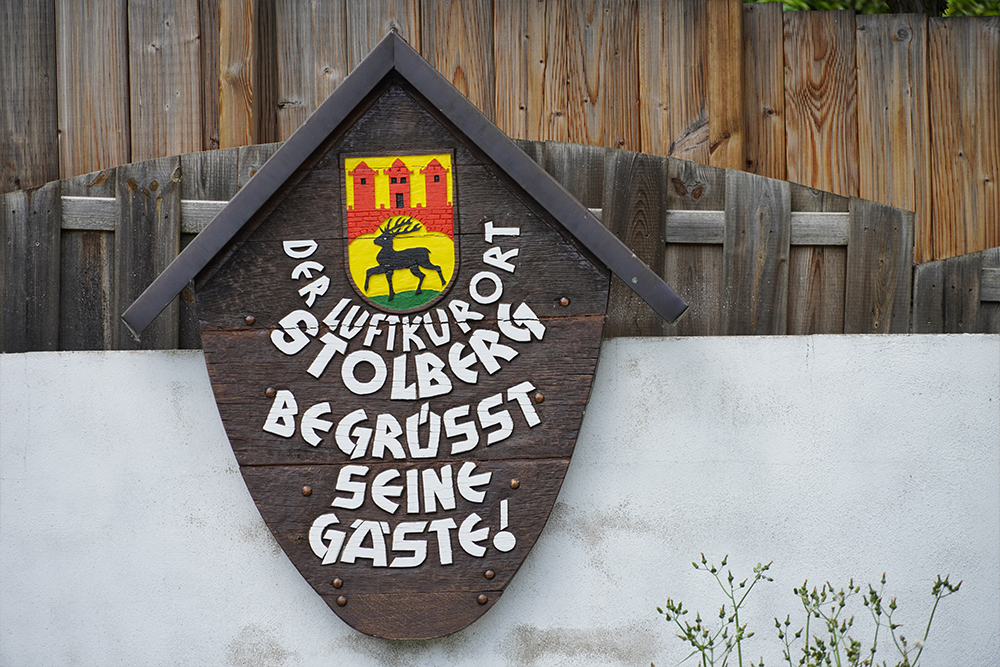 DER LUFTKURORT
STOLBERG
BEGRÜSST
SEINE
GÄSTE!